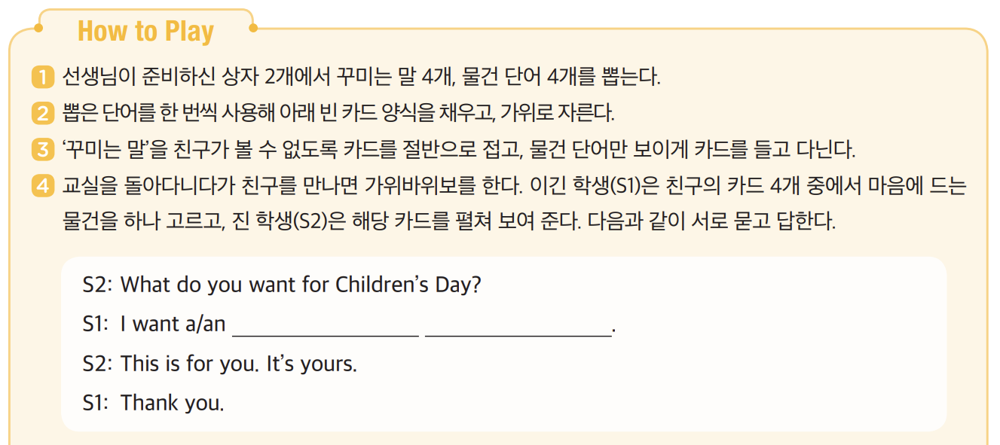 How to Play
1 선생님이 준비하신 상자 2개에서 꾸미는 말 4개, 물건 단어 4개를 뽑는다.
2 뽑은 단어를 한 번씩 사용해 아래 빈 카드 양식을 채우고, 가위로 자른다.
3 ‘꾸미는 말’을 친구가 볼 수 없도록 카드를 절반으로 접고, 물건 단어만 보이게 카드를 들고 다닌다.
4 교실을 돌아다니다가 친구를 만나면 가위바위보를 한다. 이긴 학생(S1)은 친구의 카드 4개 중에서 마음에 드는
물건을 하나 고르고, 진 학생(S2)은 해당 카드를 펼쳐 보여 준다. 다음과 같이 서로 묻고 답한다.
S2: What do you want for Children’s Day?
S1: I want a/an ________________ ________________.
S2: This is for you. It’s yours.
S1: Thank you.